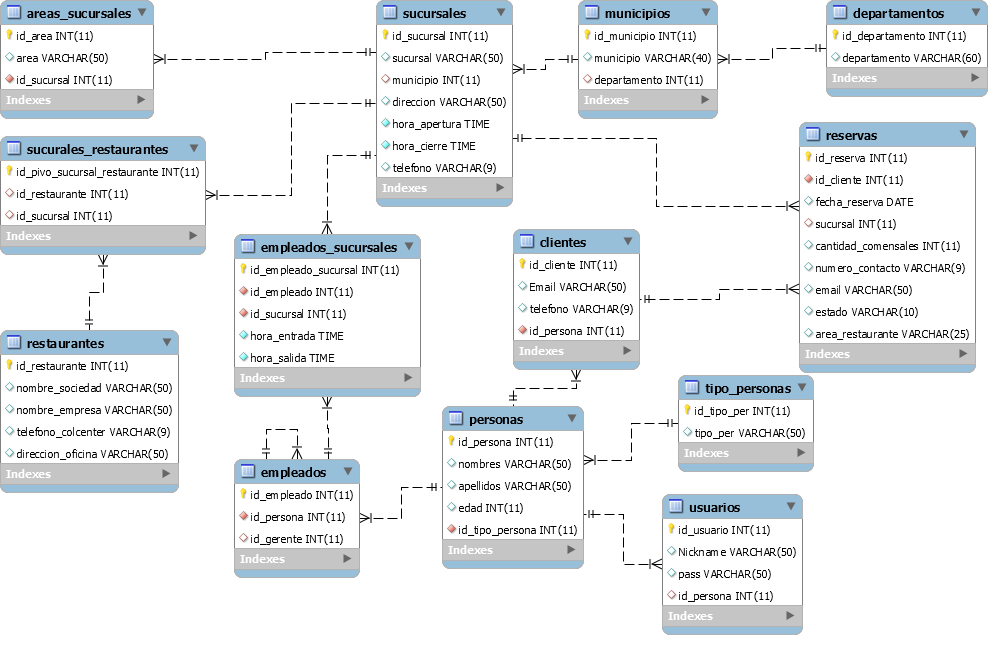 areas_sucursales
id_area INT(11)
area VARCHAR(50)
id_sucursal INT(11)
Indexes
sucursales
id_sucursal INT(11)
sucursal VARCHAR(50)
municipio INT(11)
direccion VARCHAR(50)
hora_apertura TIME
hora_cierre TIME
telefono VARCHAR(9)
Indexes
municipios
id_municipio INT(11)
municipio VARCHAR(40)
departamento INT(11)
Indexes
departamentos
id_departamento INT(11)
departamento VARCHAR(60)
Indexes
sucurales_restaurantes
id_pivo_sucursal_restaurante INT(11)
id_restaurante INT(11)
id_sucursal INT(11)
Indexes
reservas
id_reserva INT(11)
id_cliente INT(11)
fecha_reserva DATE
sucursal INT(11)
cantidad_comensales INT(11)
numero_contacto VARCHAR(9)
email VARCHAR(50)
estado VARCHAR(10)
area_restaurante VARCHAR(25)
Indexes
empleados_sucursales
id_empleado_sucursal INT(11)
id_empleado INT(11)
id_sucursal INT(11)
hora_entrada TIME
hora_salida TIME
Indexes
clientes
id_cliente INT(11)
Email VARCHAR(50)
telefono VARCHAR(9)
id_persona INT(11)
Indexes
restaurantes
id_restaurante INT(11)
nombre_sociedad VARCHAR(50)
nombre_empresa VARCHAR(50)
telefono_colcenter VARCHAR(9)
direccion_oficina VARCHAR(50)
Indexes
tipo_personas
id_tipo_per INT(11)
tipo_per VARCHAR(50)
Indexes
personas
id_persona INT(11)
nombres VARCHAR(50)
apellidos VARCHAR(50)
edad INT(11)
id_tipo_persona INT(11)
Indexes
empleados
id_empleado INT(11)
id_persona INT(11)
id_gerente INT(11)
Indexes
usuarios
id_usuario INT(11)
Nickname VARCHAR(50)
pass VARCHAR(50)
id_persona INT(11)
Indexes